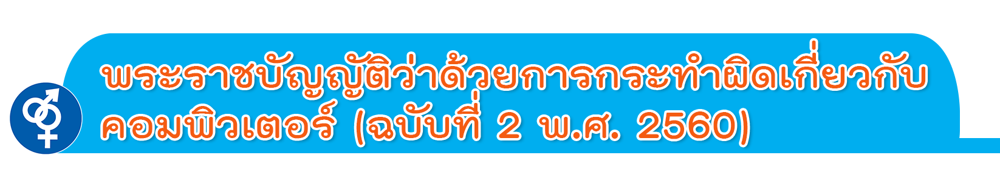 พระราชบัญญัติว่าด้วยการกระทำผิดเกี่ยวกับ
คอมพิวเตอร์ (ฉบับที่ 2 พ.ศ. 2560)